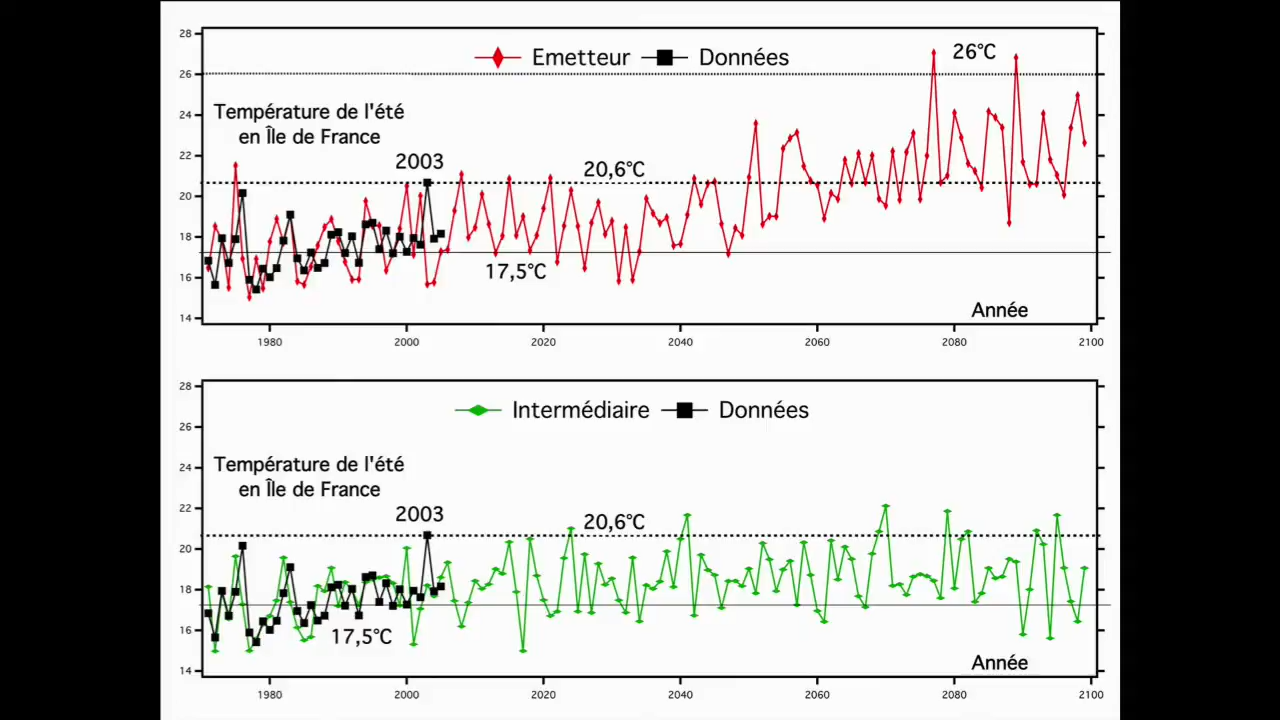 28
26
24
22
20
18
16
14
Emetteur
Données
26°C
Température de l'été
en Île de France
2003
20,6°C
17,5°C
Année
1980
2000
2020
2040
2060
2080
2100
28
26
24
22
20
18
16
14
Intermédiaire
Données
Température de l'été
en Île de France
2003
20,6°C
17,5°C
Année
1980
2000
2020
2040
2060
2080
2100